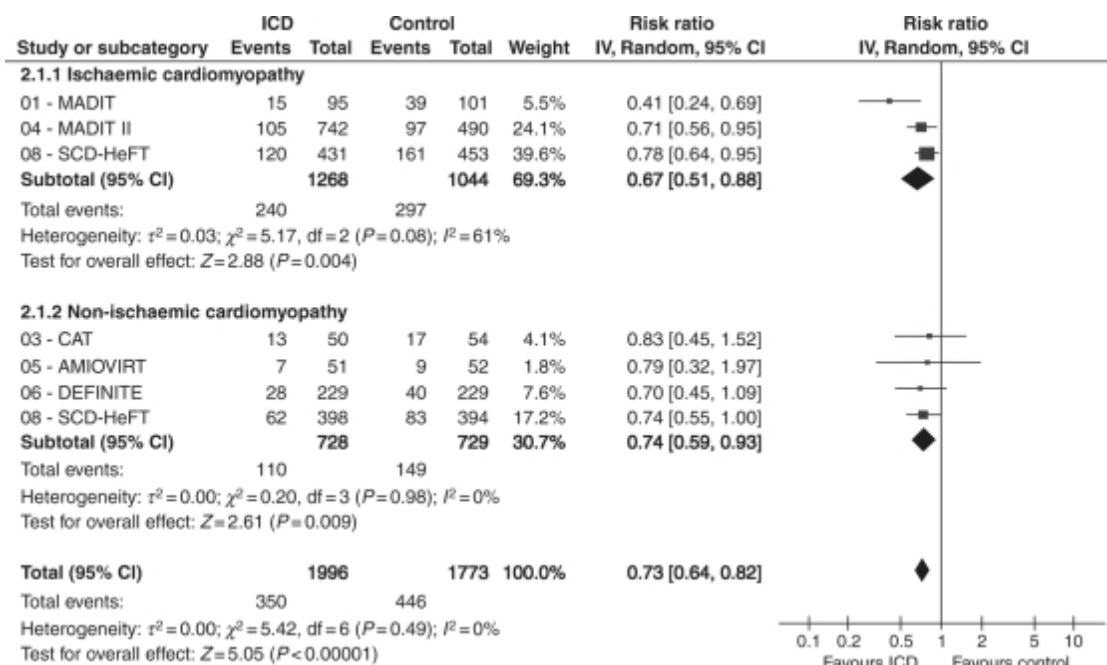 ICD Control Risk ratio Risk ratio
Study or subcategory Events Total Events Total Weight IV, Random, 95% CI IV, Random, 95% CI
2.1.1 Ischaemic cardiomyopathy
01 - MADIT 15 95 39 101 5.5% 0.41 [0.24, 0.69]
04 - MADIT II 105 742 97 490 24.1% 0.71 [0.56, 0.95]
08 - SCD-HeFT 120 431 161 453 39.6% 0.78 [0.64, 0.95]
Subtotal (95% CI) 1268 1044 69.3% 0.67 [0.51, 0.88]
Total events: 240 297
Heterogeneity: τ²=0.03; χ²=5.17, df=2 (P=0.08); I²=61%
Test for overall effect: Z=2.88 (P=0.004)
2.1.2 Non-ischaemic cardiomyopathy
03 - CAT 13 50 17 54 4.1% 0.83 [0.45, 1.52]
05 - AMIOVIRT 7 51 9 52 1.8% 0.79 [0.32, 1.97]
06 - DEFINITE 28 229 40 229 7.6% 0.70 [0.45, 1.09]
08 - SCD-HeFT 62 398 83 394 17.2% 0.74 [0.55, 1.00]
Subtotal (95% CI) 728 729 30.7% 0.74 [0.59, 0.93]
Total events: 110 149
Heterogeneity: τ²=0.00; χ²=0.20, df=3 (P=0.98); I²=0%
Test for overall effect: Z=2.61 (P=0.009)
Total (95% CI) 1996 1773 100.0% 0.73 [0.64, 0.82]
Total events: 350 446
Heterogeneity: τ²=0.00; χ²=5.42, df=6 (P=0.49); I²=0%
Test for overall effect: Z=5.05 (P<0.00001)
0.1 0.2 0.5 1 2 5 10
Favours ICD Favours control